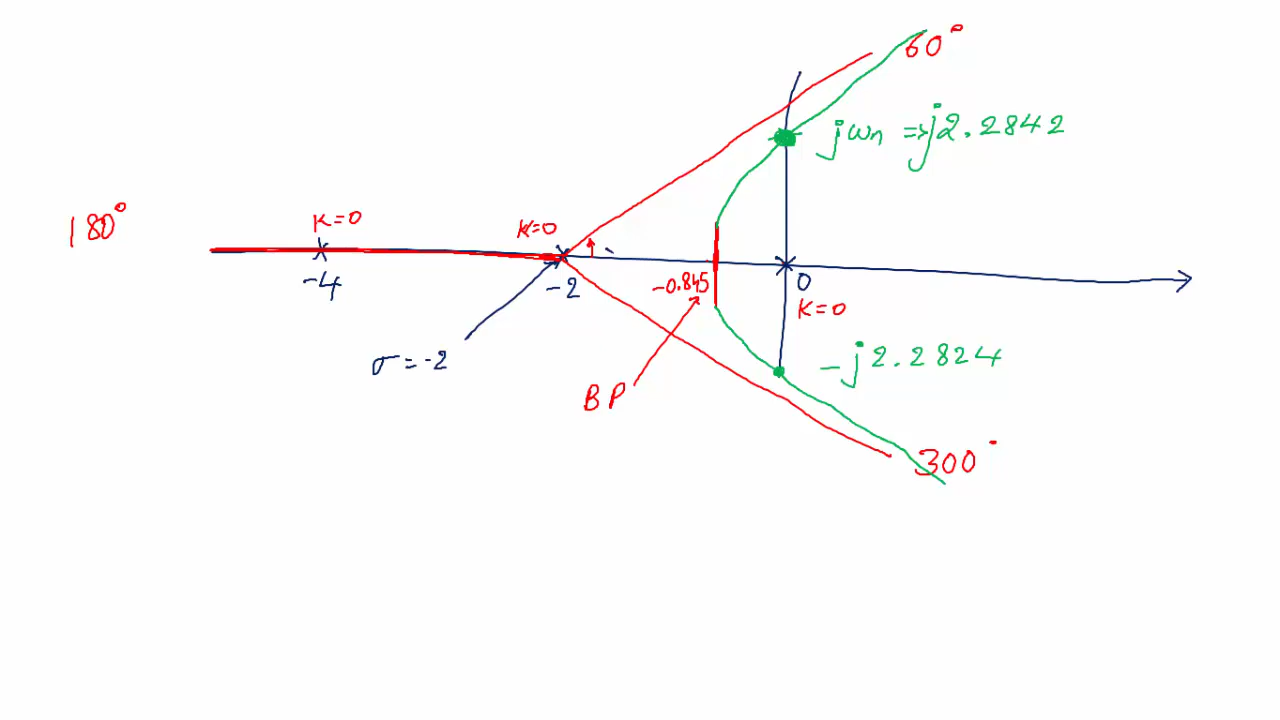 60°
jωn =>j2.2842
180°
K=0
K=0
-4
-2
-0.845
0
K=0
σ=-2
-j2.2824
BP
300°